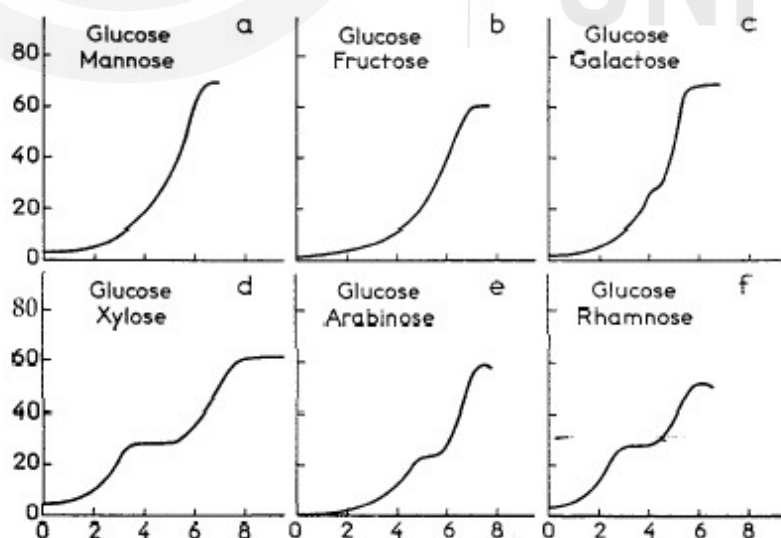 UNI
a
Glucose
Mannose
b
Glucose
Fructose
c
Glucose
Galactose
80
60
40
20
0
d
Glucose
Xylose
e
Glucose
Arabinose
f
Glucose
Rhamnose
80
60
40
20
0
0 2 4 6 8
0 2 4 6 8
0 2 4 6 8